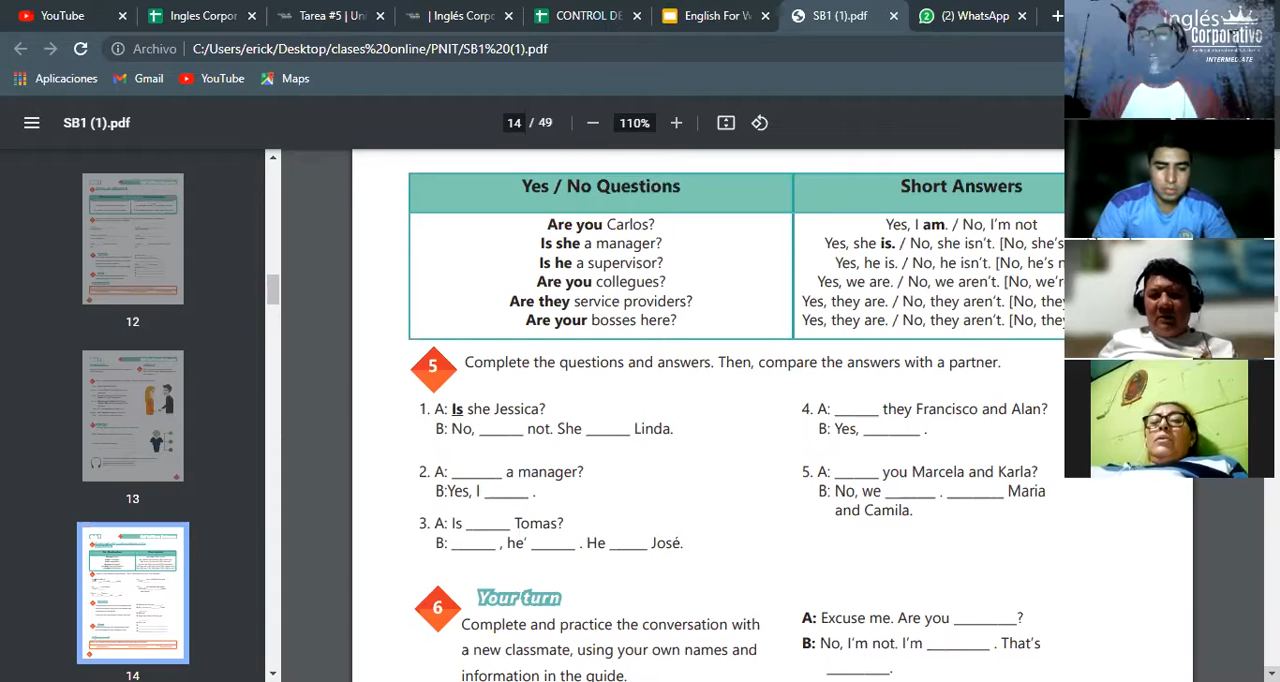 YouTube
Ingles Corpor
Tarea #5 | Un
| Inglés Corpo
CONTROL DE
English For W
SB1 (1).pdf
(2) WhatsApp
Archivo
C:/Users/erick/Desktop/clases%20online/PNIT/SB1%20(1).pdf
Aplicaciones
Gmail
YouTube
Maps
Inglés
Corporativo
INTERMEDIATE
SB1 (1).pdf
14 / 49
110%
12
13
14
Yes / No Questions
Short Answers
Are you Carlos?
Yes, I am. / No, I'm not
Is she a manager?
Yes, she is. / No, she isn't. [No, she's
Is he a supervisor?
Yes, he is. / No, he isn't. [No, he's n
Are you collegues?
Yes, we are. / No, we aren't. [No, we'r
Are they service providers?
Yes, they are. / No, they aren't. [No, the
Are your bosses here?
Yes, they are. / No, they aren't. [No, the
5
Complete the questions and answers. Then, compare the answers with a partner.
1. A: Is she Jessica?
B: No, ______ not. She ______ Linda.
2. A: _______ a manager?
B:Yes, I ______ .
3. A: Is ______ Tomas?
B: ______ , he' _______ . He _____ José.
4. A: ______ they Francisco and Alan?
B: Yes, ________ .
5. A: ______ you Marcela and Karla?
B: No, we _______ . ________ Maria
and Camila.
6
Your turn
Complete and practice the conversation with
a new classmate, using your own names and
information in the guide.
A: Excuse me. Are you _________?
B: No, I'm not. I'm _________ . That's
_________.